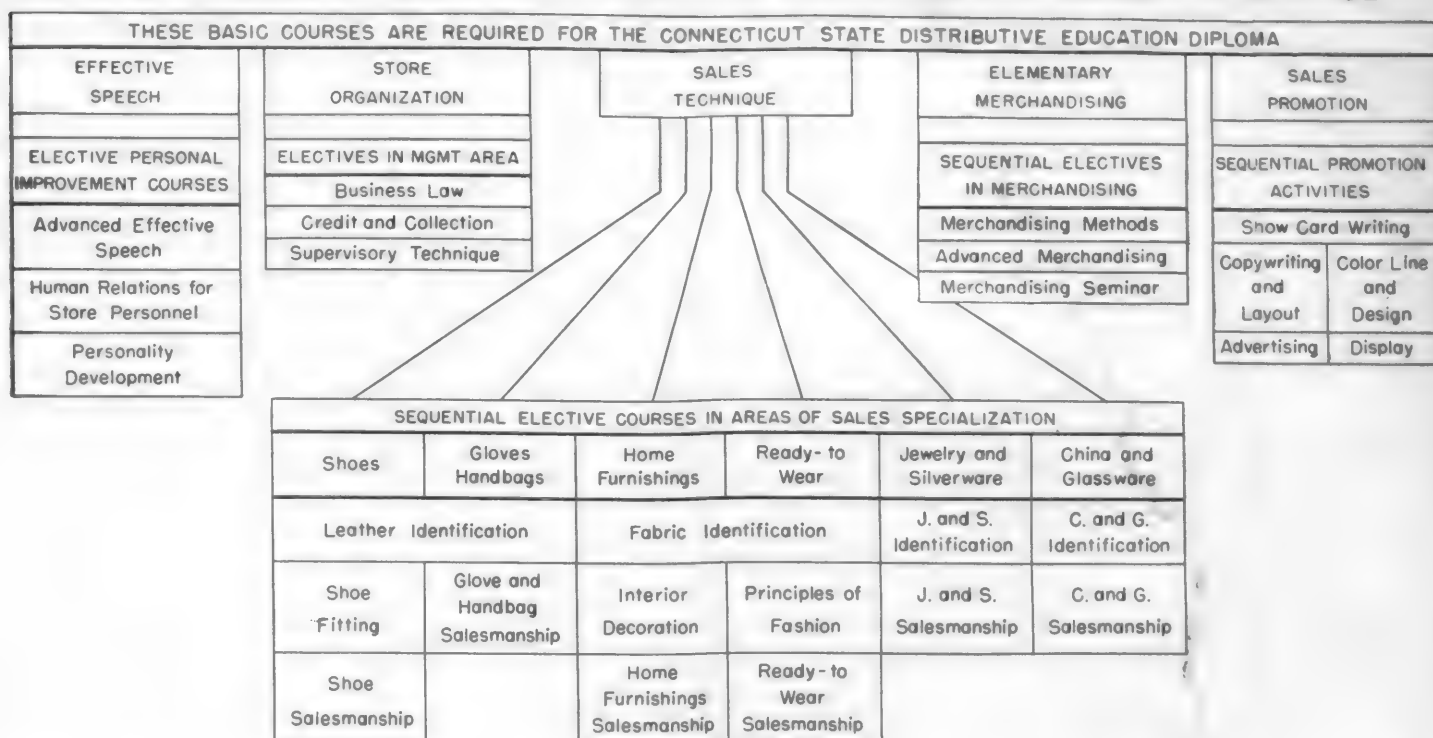 THESE BASIC COURSES ARE REQUIRED FOR THE CONNECTICUT STATE DISTRIBUTIVE EDUCATION DIPLOMA
EFFECTIVE
SPEECH
ELECTIVE PERSONAL
IMPROVEMENT COURSES
Advanced Effective
Speech
Human Relations for
Store Personnel
Personality
Development
STORE
ORGANIZATION
ELECTIVES IN MGMT AREA
Business Law
Credit and Collection
Supervisory Technique
SALES
TECHNIQUE
ELEMENTARY
MERCHANDISING
SEQUENTIAL ELECTIVES
IN MERCHANDISING
Merchandising Methods
Advanced Merchandising
Merchandising Seminar
SALES
PROMOTION
SEQUENTIAL PROMOTION
ACTIVITIES
Show Card Writing
Copywriting
and
Layout
Color Line
and
Design
Advertising
Display
SEQUENTIAL ELECTIVE COURSES IN AREAS OF SALES SPECIALIZATION
Shoes
Gloves
Handbags
Home
Furnishings
Ready-to
Wear
Jewelry and
Silverware
China and
Glassware
Leather Identification
Fabric Identification
J. and S.
Identification
C. and G.
Identification
Shoe
Fitting
Glove and
Handbag
Salesmanship
Interior
Decoration
Principles of
Fashion
J. and S.
Salesmanship
C. and G.
Salesmanship
Shoe
Salesmanship
Home
Furnishings
Salesmanship
Ready-to
Wear
Salesmanship